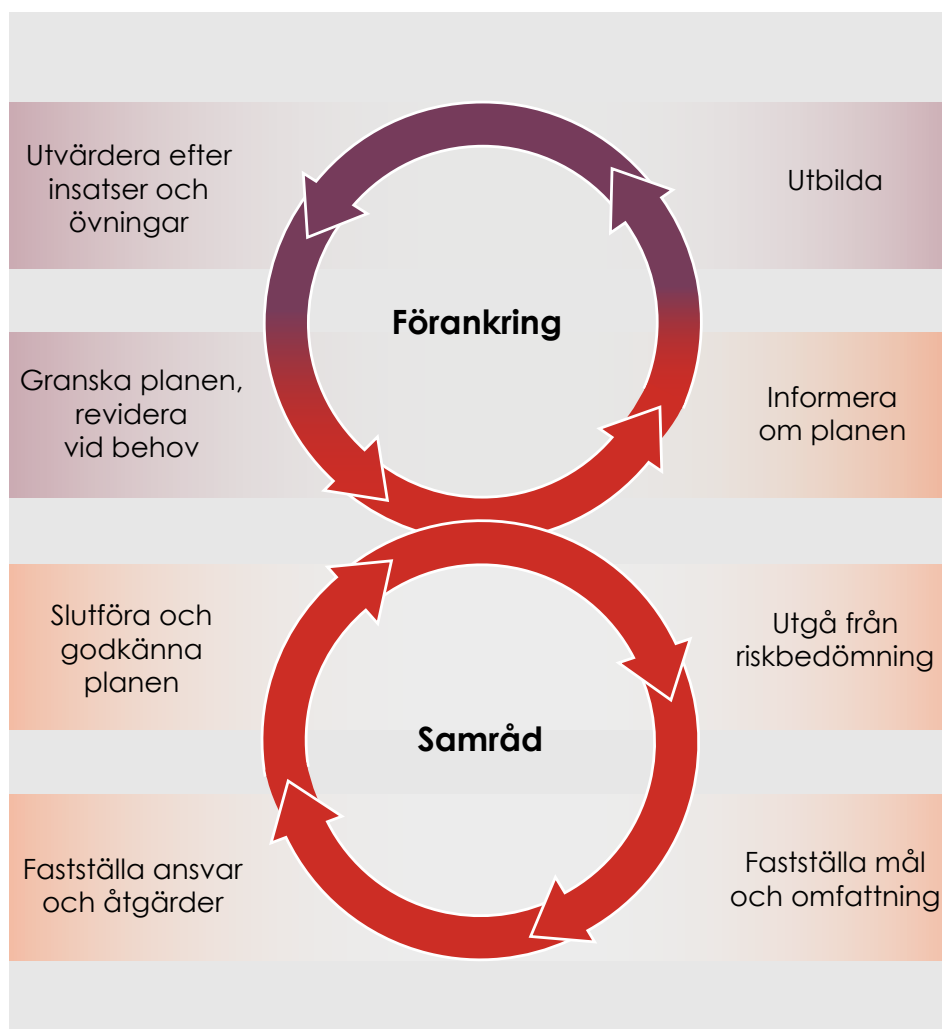 Utvärdera efter
insatser och
övningar
Utbilda
Förankring
Granska planen,
revidera
vid behov
Informera
om planen
Slutföra och
godkänna
planen
Utgå från
riskbedömning
Samråd
Fastställa ansvar
och åtgärder
Fastställa mål
och omfattning